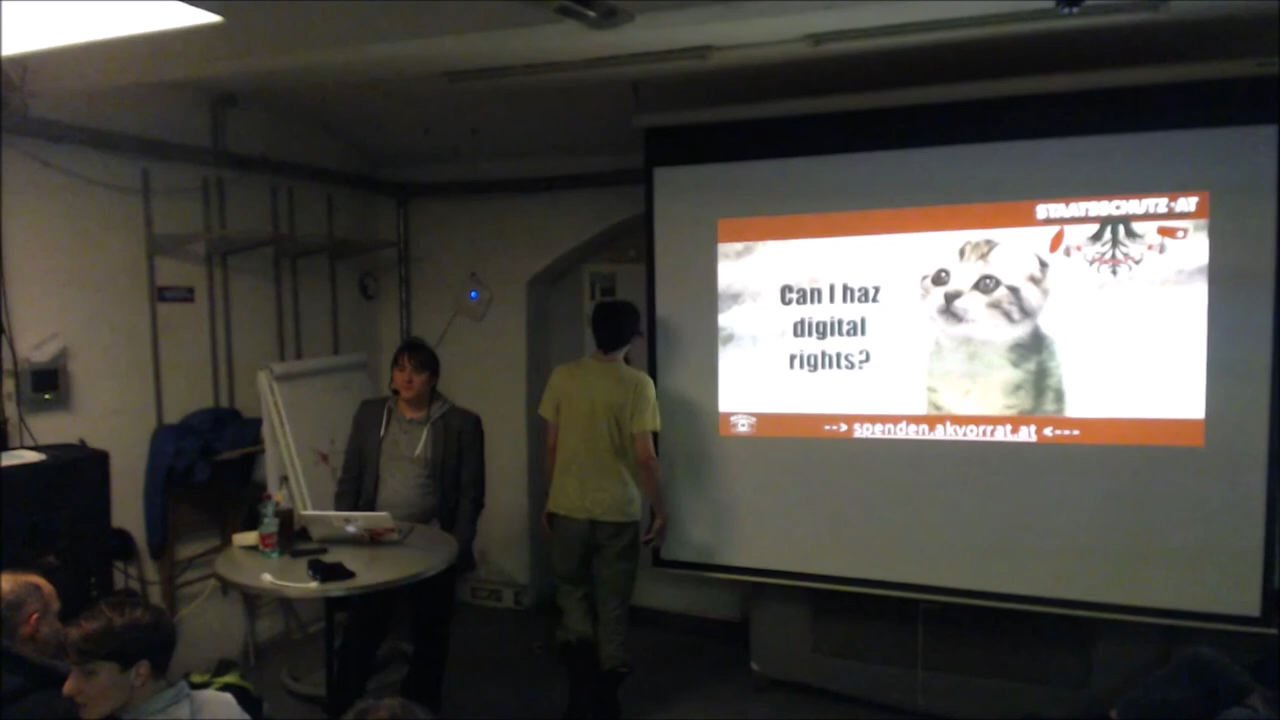 STAATSSCHUTZ·AT
Can I haz
digital
rights?
--> spenden.akvorrat.at <---